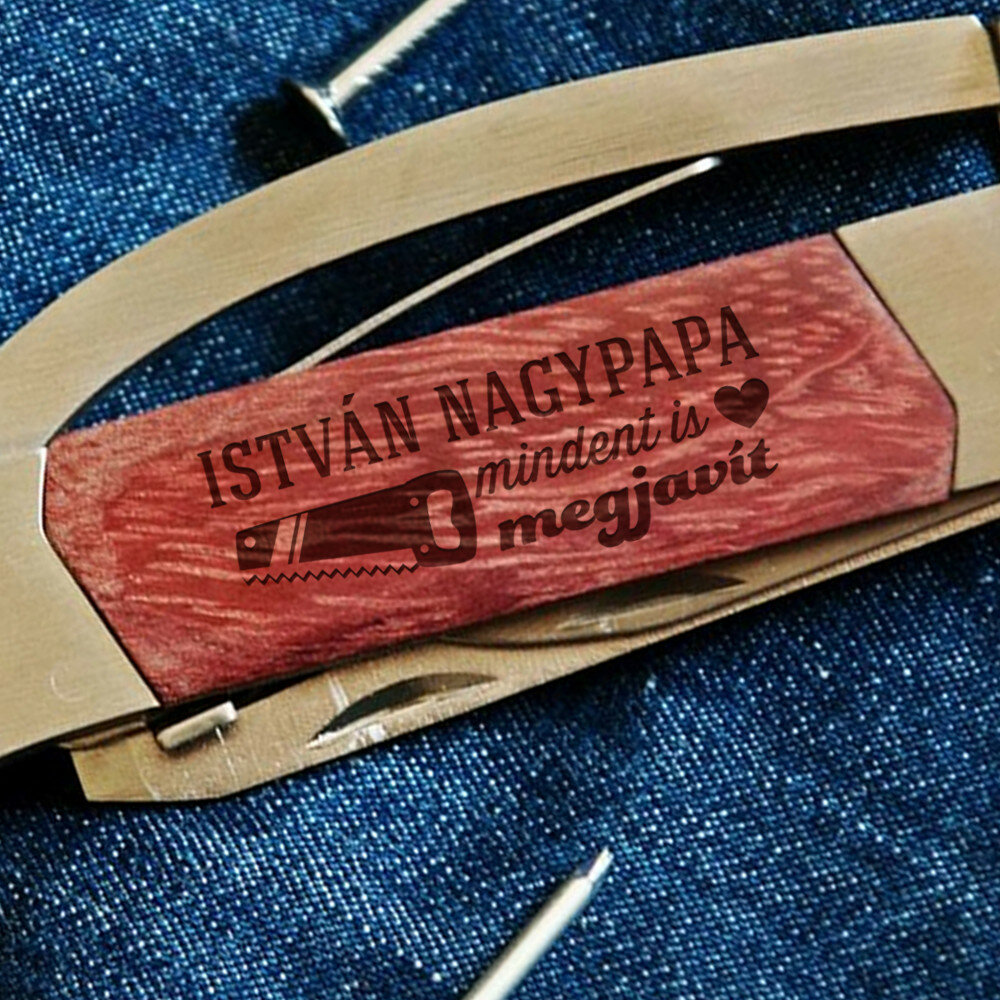 ISTVÁN NAGYPAPA
mindent is
megjavít